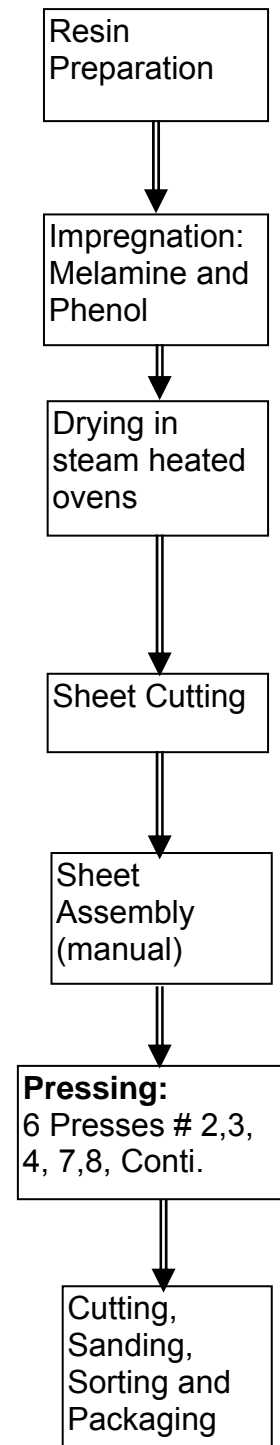 Resin
Preparation
Impregnation:
Melamine and
Phenol
Drying in
steam heated
ovens
Sheet Cutting
Sheet
Assembly
(manual)
Pressing:
6 Presses # 2,3,
4, 7,8, Conti.
Cutting,
Sanding,
Sorting and
Packaging